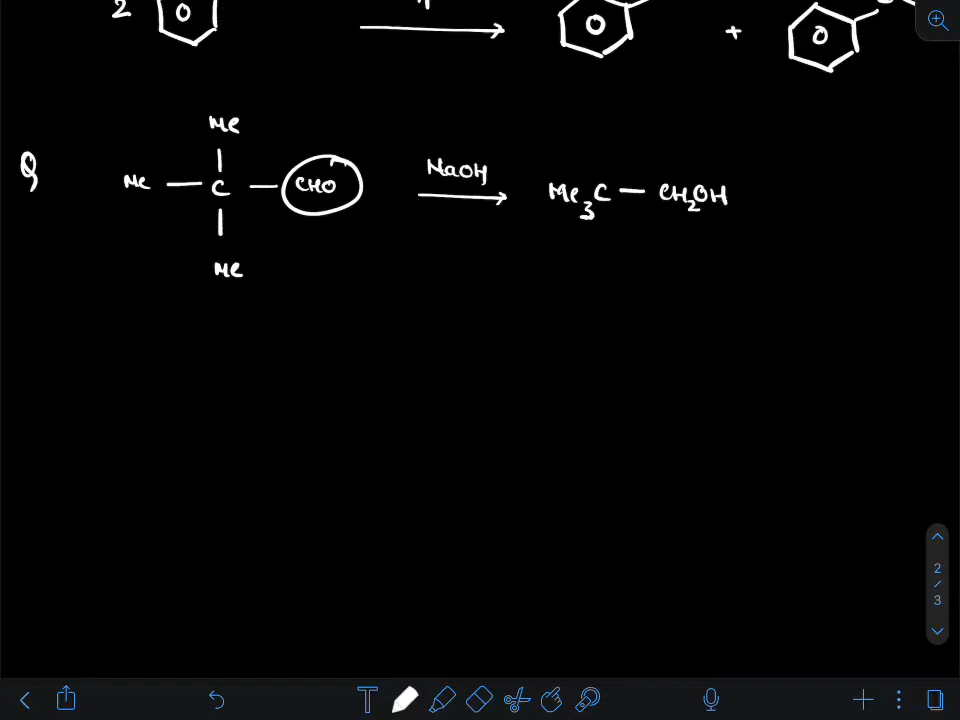 2
+
Me
Q Me — C — CHO NaOH Me3C — CH2OH
Me
2
/
3
T